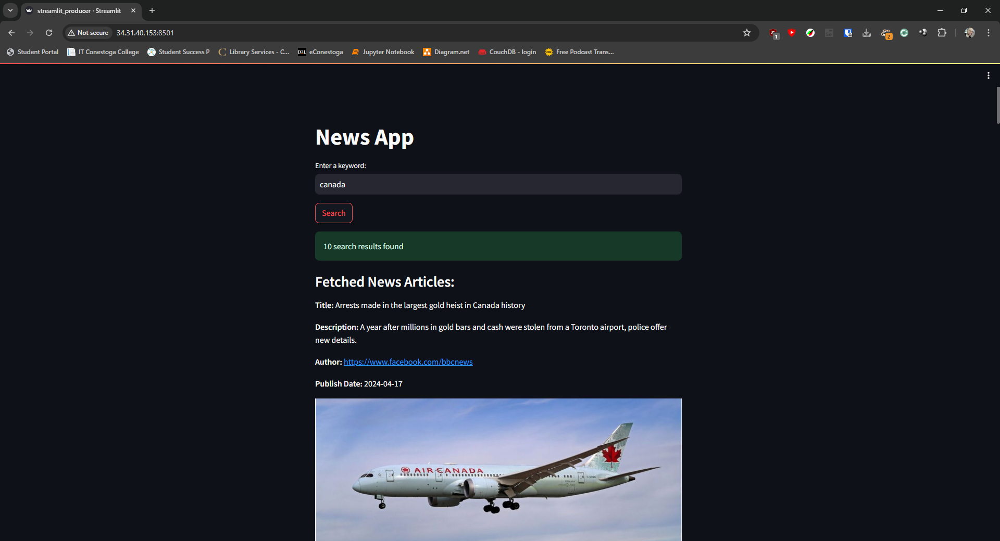 streamlit_producer · Streamlit
Not secure 34.31.40.153:8501
1
2
Student Portal IT Conestoga College Student Success P Library Services - C... D2L eConestoga Jupyter Notebook Diagram.net CouchDB - login Free Podcast Trans...
News App
Enter a keyword:
canada
Search
10 search results found
Fetched News Articles:
Title: Arrests made in the largest gold heist in Canada history
Description: A year after millions in gold bars and cash were stolen from a Toronto airport, police offer
new details.
Author: https://www.facebook.com/bbcnews
Publish Date: 2024-04-17
AIR CANADA